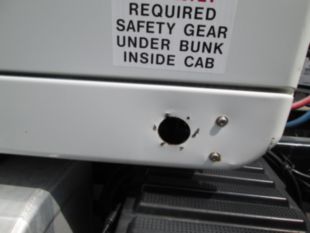 REQUIRED
SAFETY GEAR
UNDER BUNK
INSIDE CAB